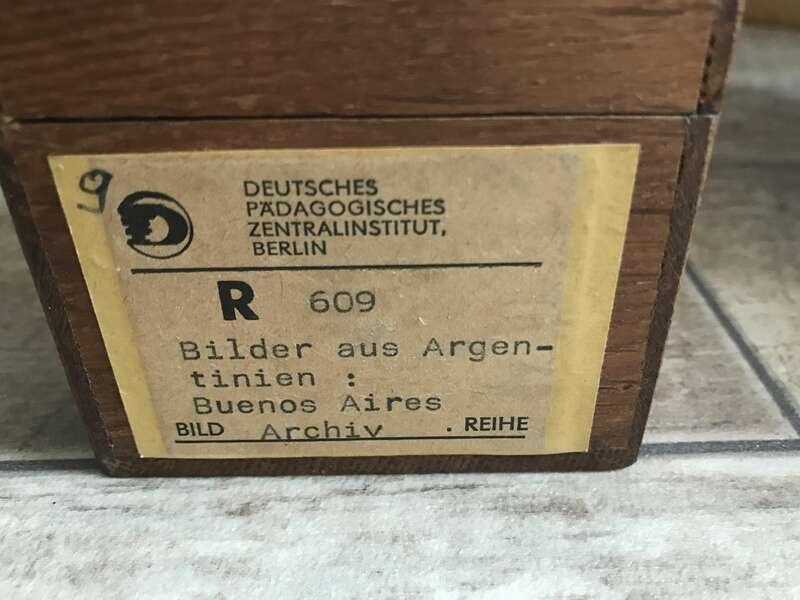 9
DEUTSCHES
PÄDAGOGISCHES
ZENTRALINSTITUT,
BERLIN
R 609
Bilder aus Argen-
tinien :
Buenos Aires
BILD Archiv . REIHE